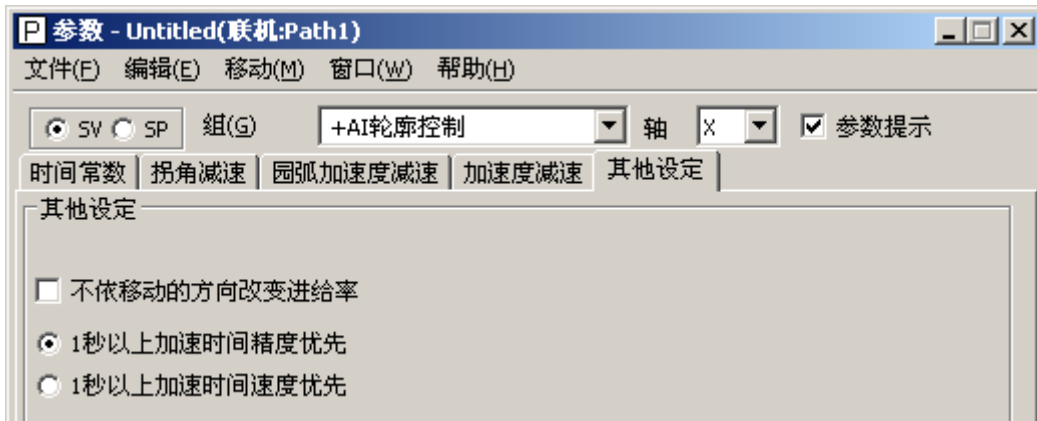 P 参数 - Untitled(联机:Path1)
文件(F) 编辑(E) 移动(M) 窗口(W) 帮助(H)
SV SP 组(G) +AI轮廓控制 轴 X 参数提示
时间常数 拐角减速 园弧加速度减速 加速度减速 其他设定
其他设定
不依移动的方向改变进给率
1秒以上加速时间精度优先
1秒以上加速时间速度优先